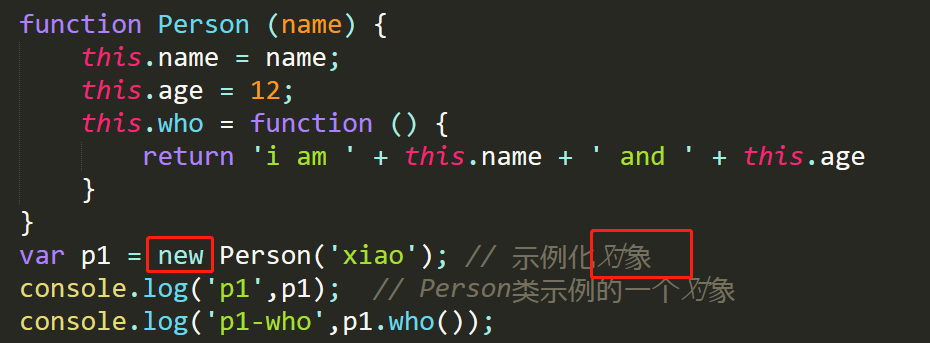 function Person (name) {
    this.name = name;
    this.age = 12;
    this.who = function () {
        return 'i am ' + this.name + ' and ' + this.age
    }
}
var p1 = new Person('xiao'); // 示例化对象
console.log('p1',p1);  // Person类示例的一个对象
console.log('p1-who',p1.who());